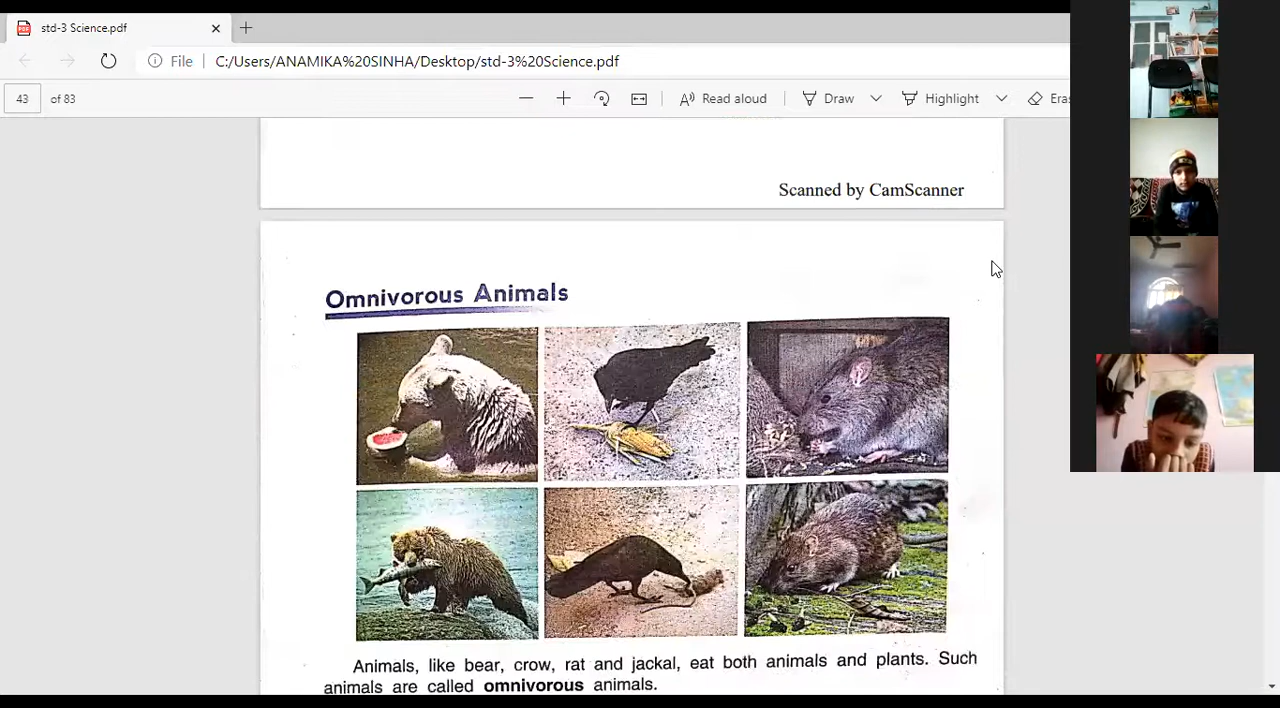 std-3 Science.pdf
File C:/Users/ANAMIKA%20SINHA/Desktop/std-3%20Science.pdf
43 of 83 Read aloud Draw Highlight Eras
Scanned by CamScanner
Omnivorous Animals
Animals, like bear, crow, rat and jackal, eat both animals and plants. Such
animals are called omnivorous animals.